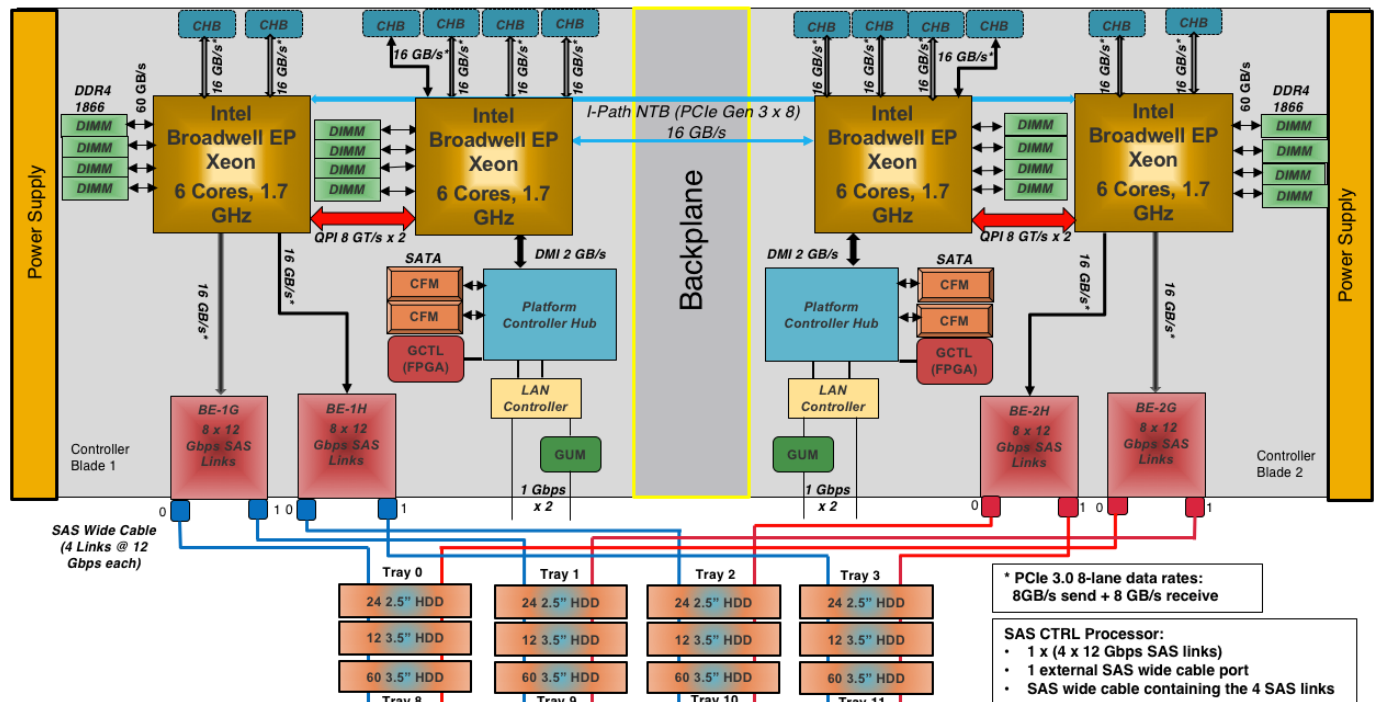 CHB
CHB
CHB
CHB
CHB
CHB
CHB
CHB
CHB
CHB
CHB
CHB
16 GB/s*
16 GB/s*
16 GB/s*
16 GB/s*
16 GB/s*
16 GB/s*
16 GB/s*
16 GB/s*
16 GB/s*
16 GB/s*
16 GB/s*
16 GB/s*
DDR4
1866
60 GB/s
DIMM
DIMM
DIMM
DIMM
Intel
Broadwell EP
Xeon
6 Cores, 1.7
GHz
DIMM
DIMM
DIMM
DIMM
Intel
Broadwell EP
Xeon
6 Cores, 1.7
GHz
I-Path NTB (PCIe Gen 3 x 8)
16 GB/s
Intel
Broadwell EP
Xeon
6 Cores, 1.7
GHz
DIMM
DIMM
DIMM
DIMM
Intel
Broadwell EP
Xeon
6 Cores, 1.7
GHz
60 GB/s
DDR4
1866
DIMM
DIMM
DIMM
DIMM
Power Supply
Backplane
Power Supply
QPI 8 GT/s x 2
QPI 8 GT/s x 2
16 GB/s*
16 GB/s*
SATA
CFM
CFM
GCTL
(FPGA)
DMI 2 GB/s
Platform
Controller Hub
LAN
Controller
GUM
1 Gbps
x 2
DMI 2 GB/s
Platform
Controller Hub
SATA
CFM
CFM
GCTL
(FPGA)
LAN
Controller
GUM
1 Gbps
x 2
16 GB/s*
16 GB/s*
BE-1G
8 x 12
Gbps SAS
Links
BE-1H
8 x 12
Gbps SAS
Links
BE-2H
8 x 12
Gbps SAS
Links
BE-2G
8 x 12
Gbps SAS
Links
Controller
Blade 1
Controller
Blade 2
0
1
0
1
0
1
0
1
SAS Wide Cable
(4 Links @ 12
Gbps each)
Tray 0
24 2.5” HDD
12 3.5” HDD
60 3.5” HDD
Tray 8
Tray 1
24 2.5” HDD
12 3.5” HDD
60 3.5” HDD
Tray 9
Tray 2
24 2.5” HDD
12 3.5” HDD
60 3.5” HDD
Tray 10
Tray 3
24 2.5” HDD
12 3.5” HDD
60 3.5” HDD
Tray 11
* PCIe 3.0 8-lane data rates:
8GB/s send + 8 GB/s receive
SAS CTRL Processor:
• 1 x (4 x 12 Gbps SAS links)
• 1 external SAS wide cable port
• SAS wide cable containing the 4 SAS links